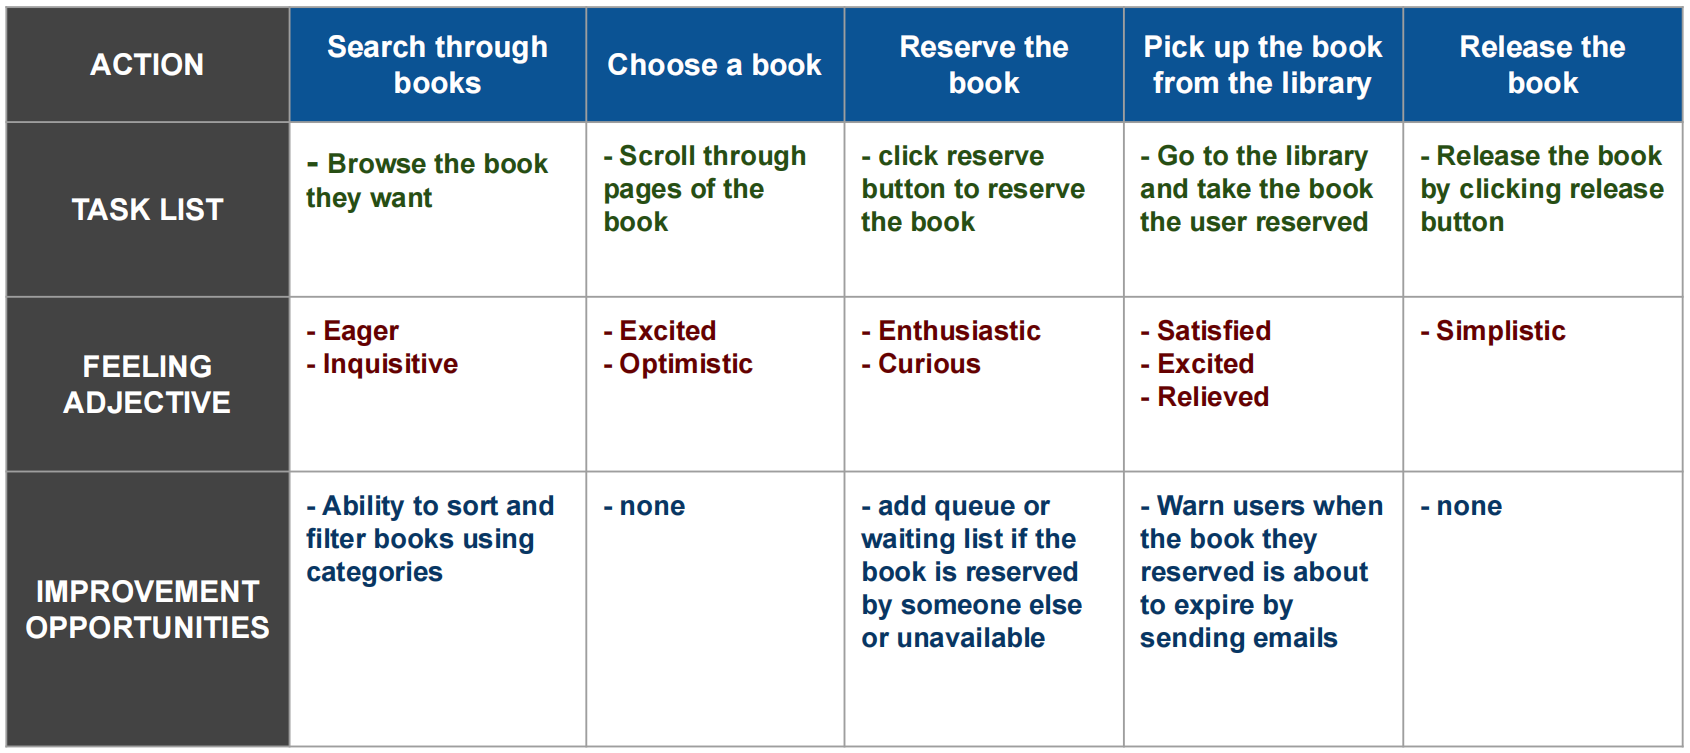 ACTION
Search through
books
Choose a book
Reserve the
book
Pick up the book
from the library
Release the
book
TASK LIST
- Browse the book
they want
- Scroll through
pages of the
book
- click reserve
button to reserve
the book
- Go to the library
and take the book
the user reserved
- Release the book
by clicking release
button
FEELING
ADJECTIVE
- Eager
- Inquisitive
- Excited
- Optimistic
- Enthusiastic
- Curious
- Satisfied
- Excited
- Relieved
- Simplistic
IMPROVEMENT
OPPORTUNITIES
- Ability to sort and
filter books using
categories
- none
- add queue or
waiting list if the
book is reserved
by someone else
or unavailable
- Warn users when
the book they
reserved is about
to expire by
sending emails
- none